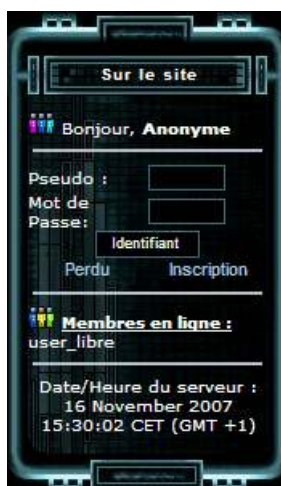 Sur le site
Bonjour, Anonyme
Pseudo :
Mot de
Passe:
Identifiant
Perdu Inscription
Membres en ligne :
user_libre
Date/Heure du serveur :
16 November 2007
15:30:02 CET (GMT +1)